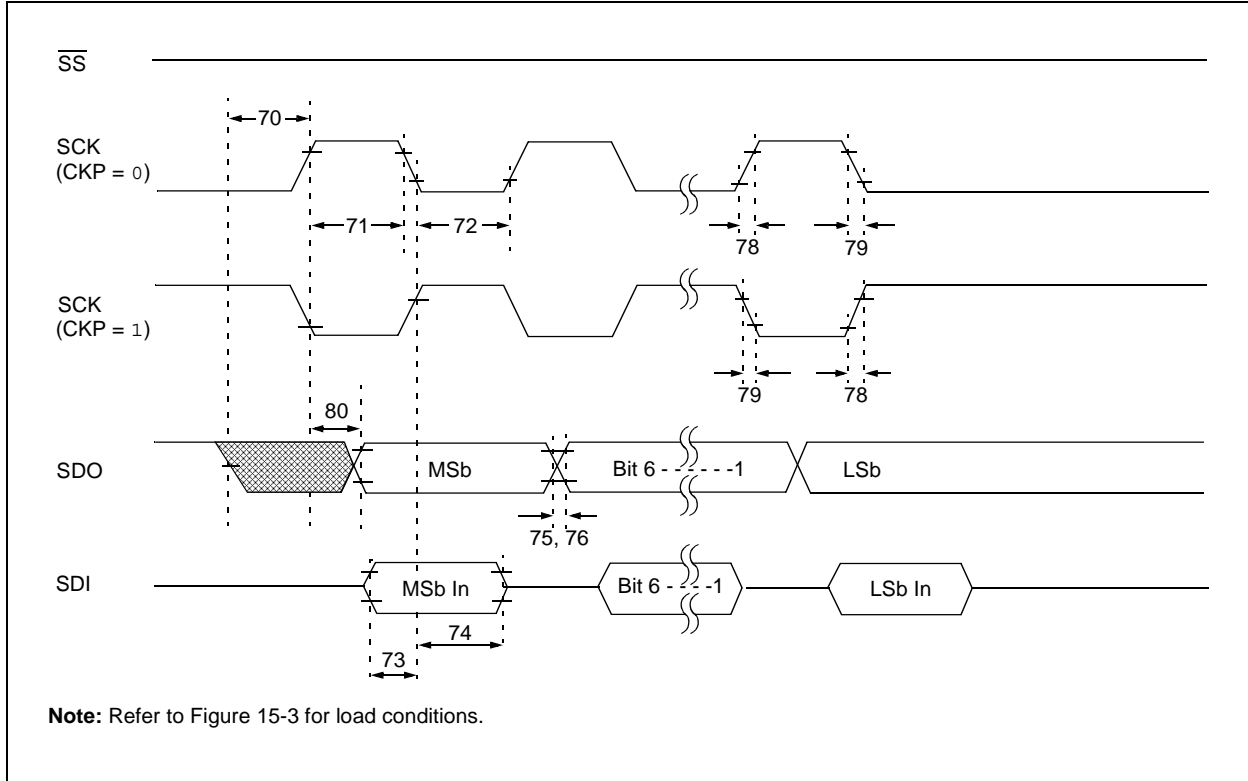 SS
70
SCK
(CKP = 0)
71
72
78
79
SCK
(CKP = 1)
79
78
80
SDO
MSb
Bit 6 - - - - - -1
LSb
75, 76
SDI
MSb In
Bit 6 - - - - -1
LSb In
74
73
Note: Refer to Figure 15-3 for load conditions.